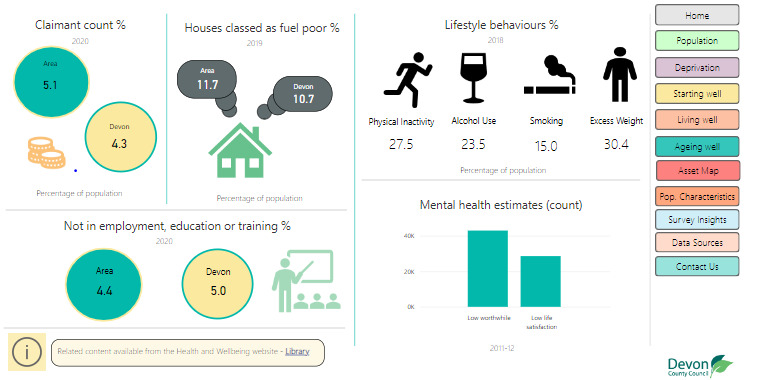 Claimant count %
2020
Area
5.1
Devon
4.3
Percentage of population
Houses classed as fuel poor %
2019
Area
11.7
Devon
10.7
Percentage of population
Not in employment, education or training %
2020
Area
4.4
Devon
5.0
i
Related content available from the Health and Wellbeing website - Library
Lifestyle behaviours %
2018
Physical Inactivity
27.5
Alcohol Use
23.5
Smoking
15.0
Excess Weight
30.4
Percentage of population
Mental health estimates (count)
40K
20K
0K
Low worthwhile
Low life
satisfaction
2011-12
Home
Population
Deprivation
Starting well
Living well
Ageing well
Asset Map
Pop. Characteristics
Survey Insights
Data Sources
Contact Us
Devon
County Council